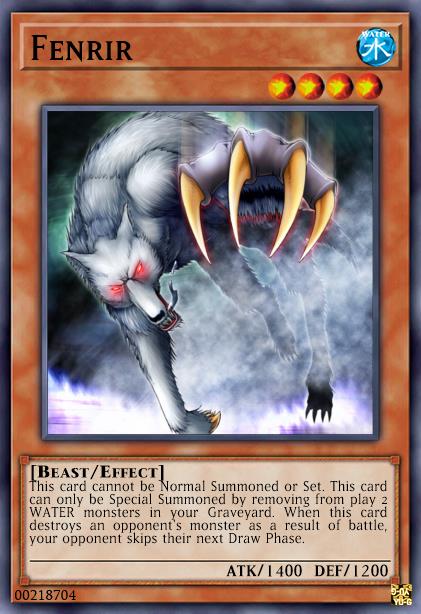 FENRIR
WATER
水
[BEAST/EFFECT]
This card cannot be Normal Summoned or Set. This card
can only be Special Summoned by removing from play 2
WATER monsters in your Graveyard. When this card
destroys an opponent's monster as a result of battle,
your opponent skips their next Draw Phase.
ATK/1400 DEF/1200
00218704